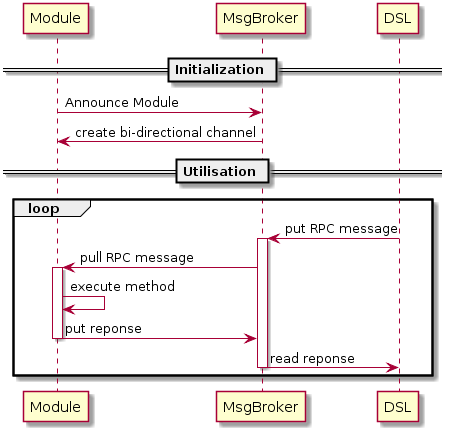 Module MsgBroker DSL
Initialization
Announce Module
create bi-directional channel
Utilisation
loop
put RPC message
pull RPC message
execute method
put reponse
read reponse
Module MsgBroker DSL